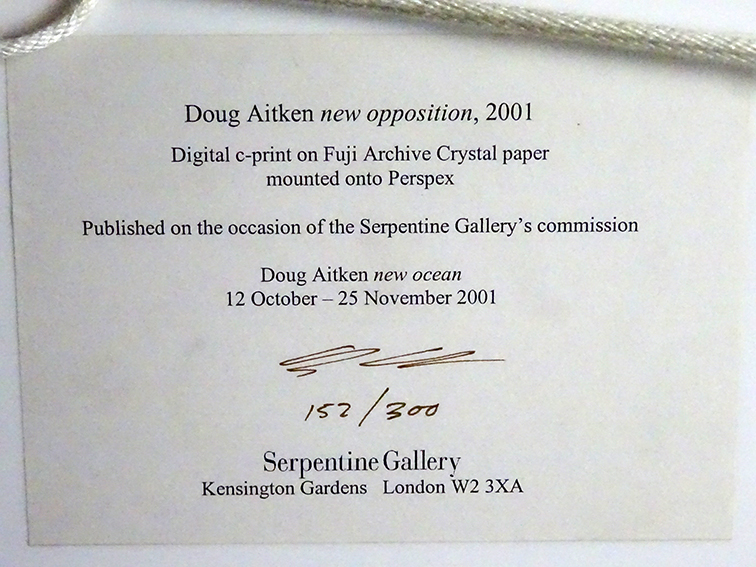 Doug Aitken new opposition, 2001
Digital c-print on Fuji Archive Crystal paper
mounted onto Perspex
Published on the occasion of the Serpentine Gallery’s commission
Doug Aitken new ocean
12 October – 25 November 2001
152/300
Serpentine Gallery
Kensington Gardens London W2 3XA